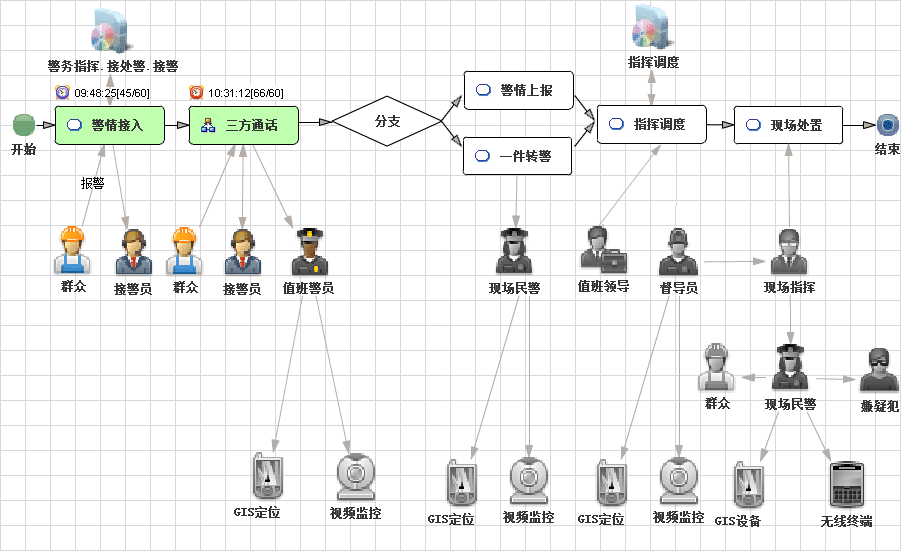 警务指挥.接处警.接警
指挥调度
09:48:25[45/60]
10:31:12[66/60]
警情接入
三方通话
分支
警情上报
一件转警
指挥调度
现场处置
开始
结束
报警
群众
接警员
群众
接警员
值班警员
现场民警
值班领导
督导员
现场指挥
群众
现场民警
嫌疑犯
GIS定位
视频监控
GIS定位
视频监控
GIS定位
视频监控
GIS设备
无线终端